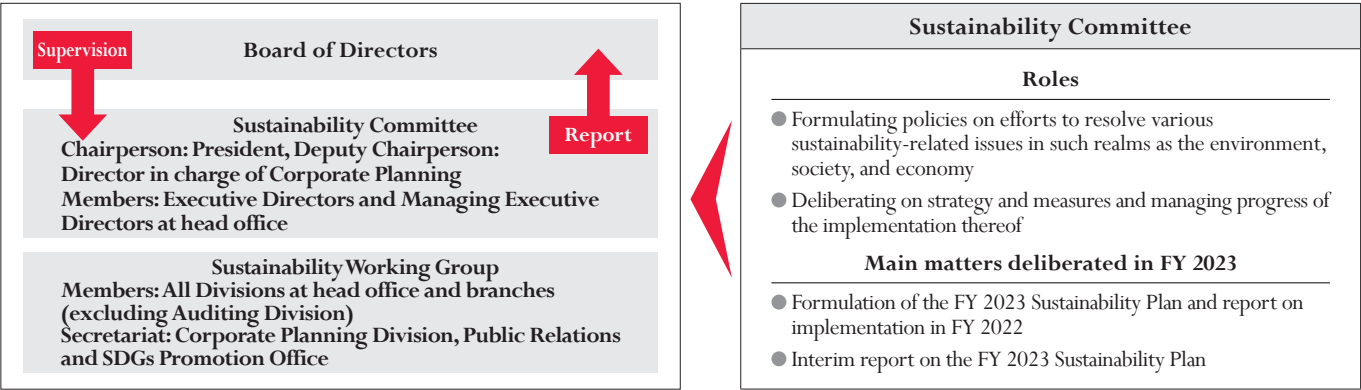 Supervision
Board of Directors
Sustainability Committee
Report
Chairperson: President, Deputy Chairperson:
Director in charge of Corporate Planning
Members: Executive Directors and Managing Executive
Directors at head office
Sustainability Working Group
Members: All Divisions at head office and branches
(excluding Auditing Division)
Secretariat: Corporate Planning Division, Public Relations
and SDGs Promotion Office
Sustainability Committee
Roles
● Formulating policies on efforts to resolve various
sustainability-related issues in such realms as the environment,
society, and economy
● Deliberating on strategy and measures and managing progress of
the implementation thereof
Main matters deliberated in FY 2023
● Formulation of the FY 2023 Sustainability Plan and report on
implementation in FY 2022
● Interim report on the FY 2023 Sustainability Plan